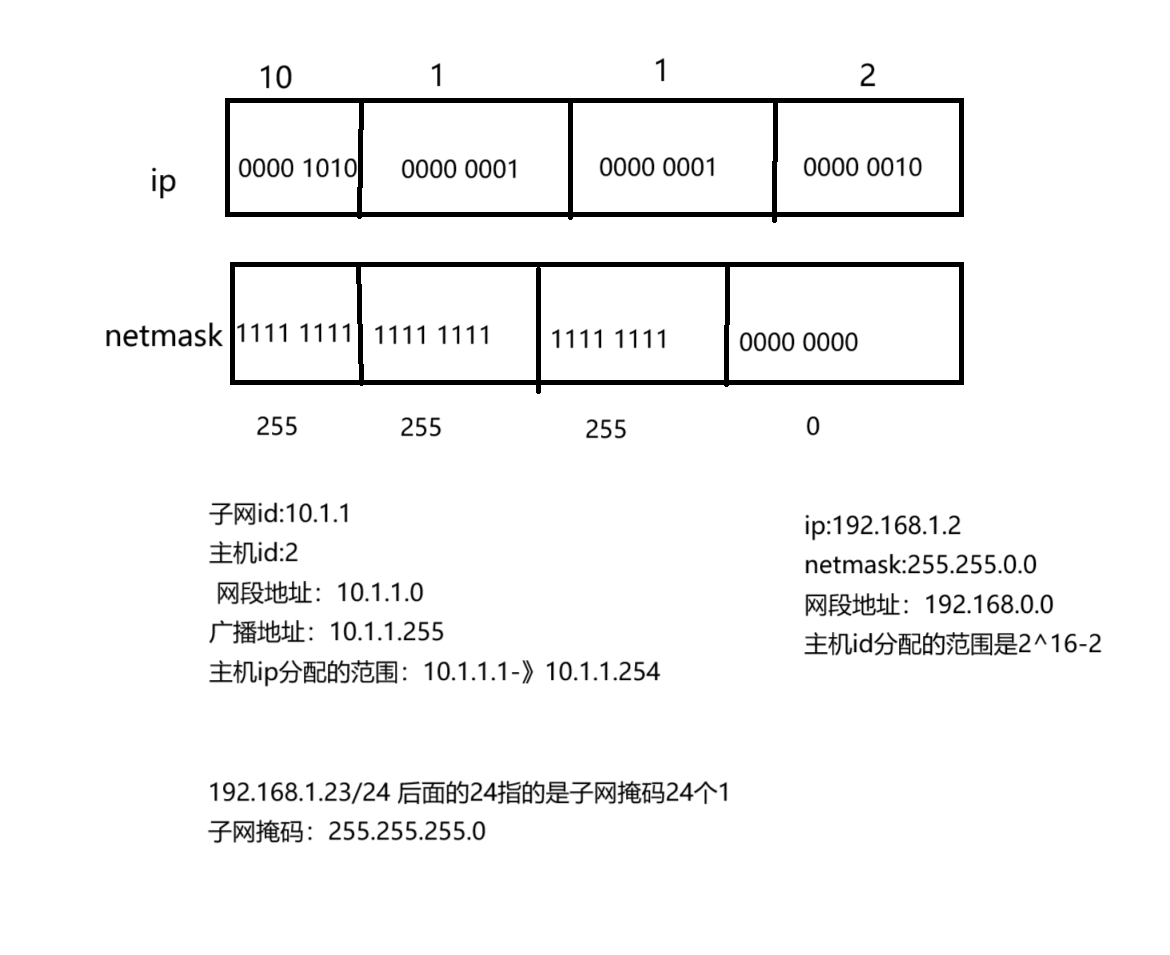 10 1 1 2
ip 0000 1010 0000 0001 0000 0001 0000 0010
netmask 1111 1111 1111 1111 1111 1111 0000 0000
255 255 255 0
子网id:10.1.1
主机id:2
网段地址：10.1.1.0
广播地址：10.1.1.255
主机ip分配的范围：10.1.1.1-》10.1.1.254
ip:192.168.1.2
netmask:255.255.0.0
网段地址：192.168.0.0
主机id分配的范围是2^16-2
192.168.1.23/24 后面的24指的是子网掩码24个1
子网掩码：255.255.255.0